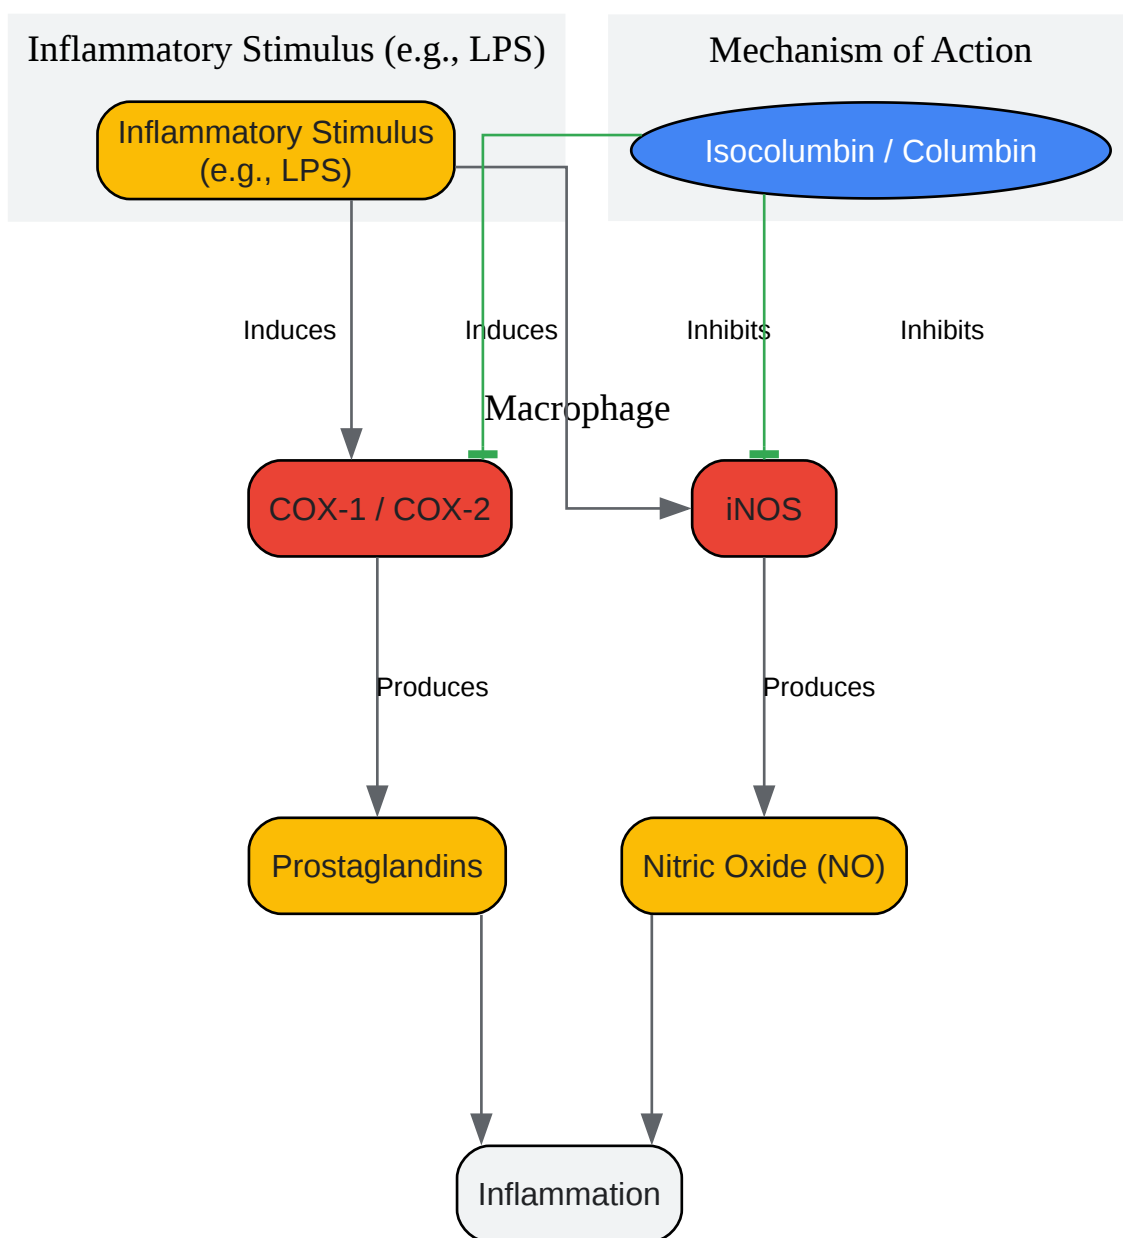 Inflammatory Stimulus (e.g., LPS)
Mechanism of Action
Inflammatory Stimulus
(e.g., LPS)
Isocolumbin / Columbin
Induces
Induces
Inhibits
Inhibits
Macrophage
COX-1 / COX-2
iNOS
Produces
Produces
Prostaglandins
Nitric Oxide (NO)
Inflammation